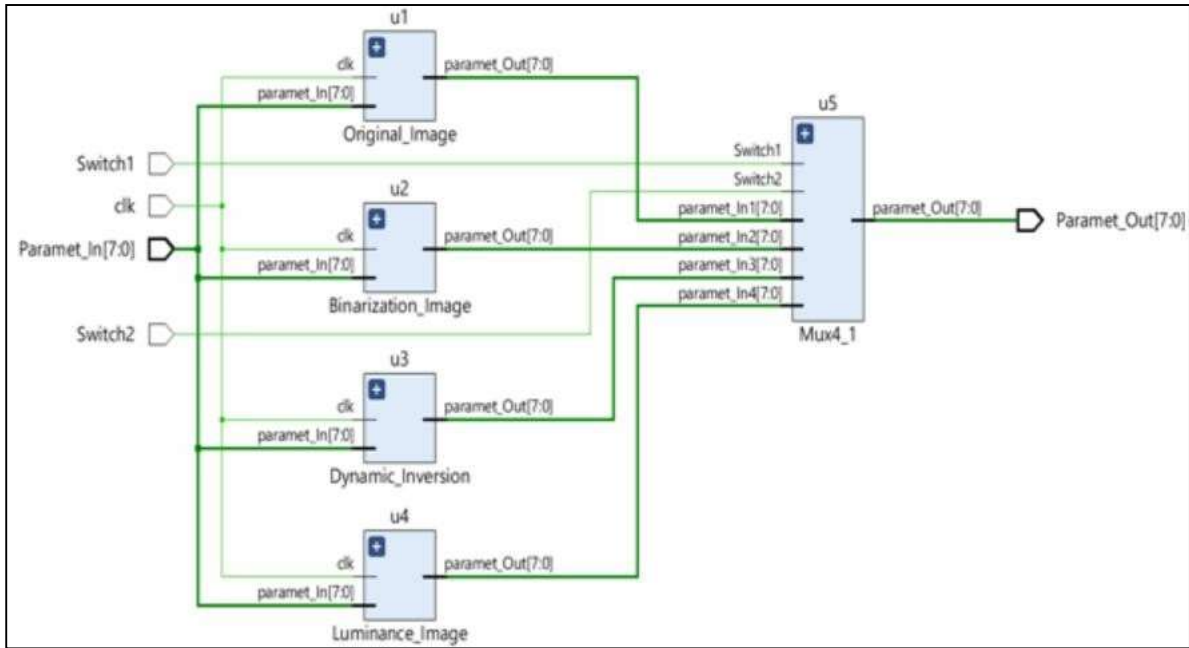 u1
clk
paramet_In[7:0]
paramet_Out[7:0]
Original_Image
Switch1
clk
Paramet_In[7:0]
Switch2
u2
clk
paramet_In[7:0]
paramet_Out[7:0]
Binarization_Image
u3
clk
paramet_In[7:0]
paramet_Out[7:0]
Dynamic_Inversion
u4
clk
paramet_In[7:0]
paramet_Out[7:0]
Luminance_Image
u5
Switch1
Switch2
paramet_In1[7:0]
paramet_In2[7:0]
paramet_In3[7:0]
paramet_In4[7:0]
paramet_Out[7:0]
Mux4_1
Paramet_Out[7:0]